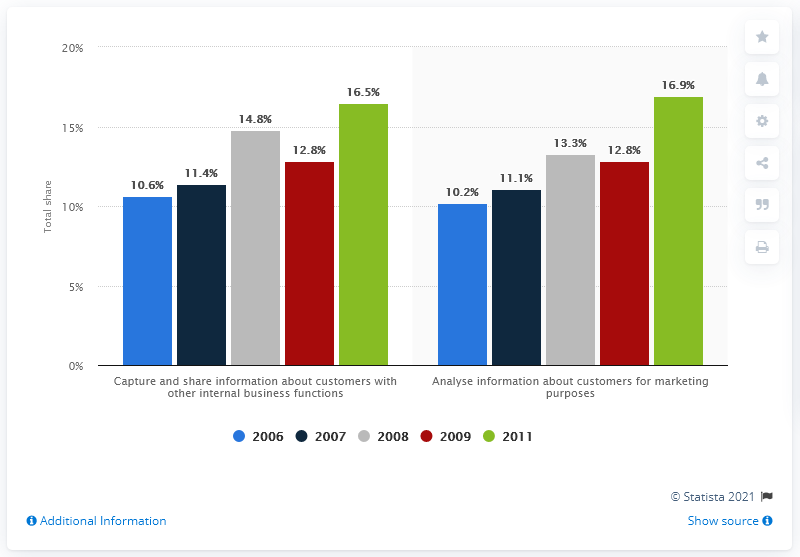 20%
15%
10%
5%
0%
Total share
10.6%
11.4%
14.8%
12.8%
16.5%
10.2%
11.1%
13.3%
12.8%
16.9%
Capture and share information about customers with
other internal business functions
Analyse information about customers for marketing
purposes
2006
2007
2008
2009
2011
© Statista 2021
Additional Information
Show source